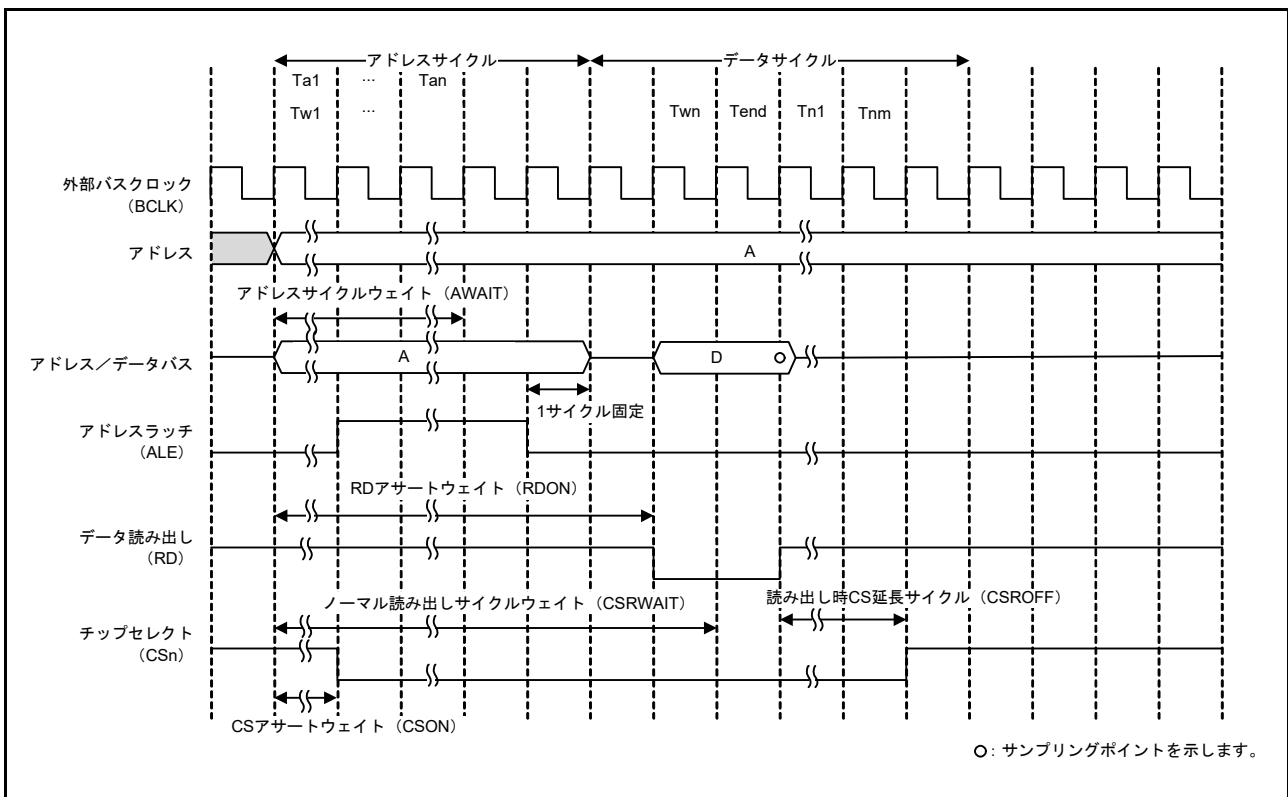 アドレスサイクル データサイクル
Ta1 ... Tan
Tw1 ... Twn Tend Tn1 Tnm
外部バスクロック
（BCLK）
アドレス A
アドレスサイクルウェイト（AWAIT）
アドレス／データバス A D
1サイクル固定
アドレスラッチ
（ALE）
RDアサートウェイト（RDON）
データ読み出し
（RD）
ノーマル読み出しサイクルウェイト（CSRWAIT） 読み出し時CS延長サイクル（CSROFF）
チップセレクト
（CSn）
CSアサートウェイト（CSON）
：サンプリングポイントを示します。